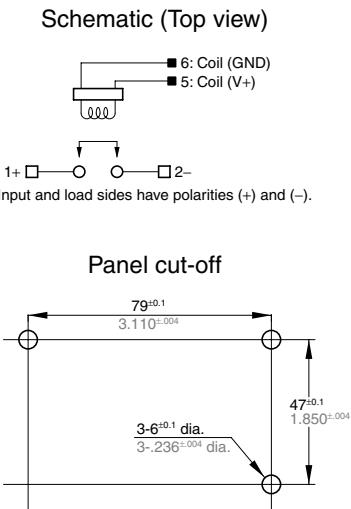 Schematic (Top view)
6: Coil (GND)
5: Coil (V+)
1+
2–
Input and load sides have polarities (+) and (–).
Panel cut-off
79±0.1
3.110±.004
47±0.1
1.850±.004
3-6±0.1 dia.
3-.236±.004 dia.